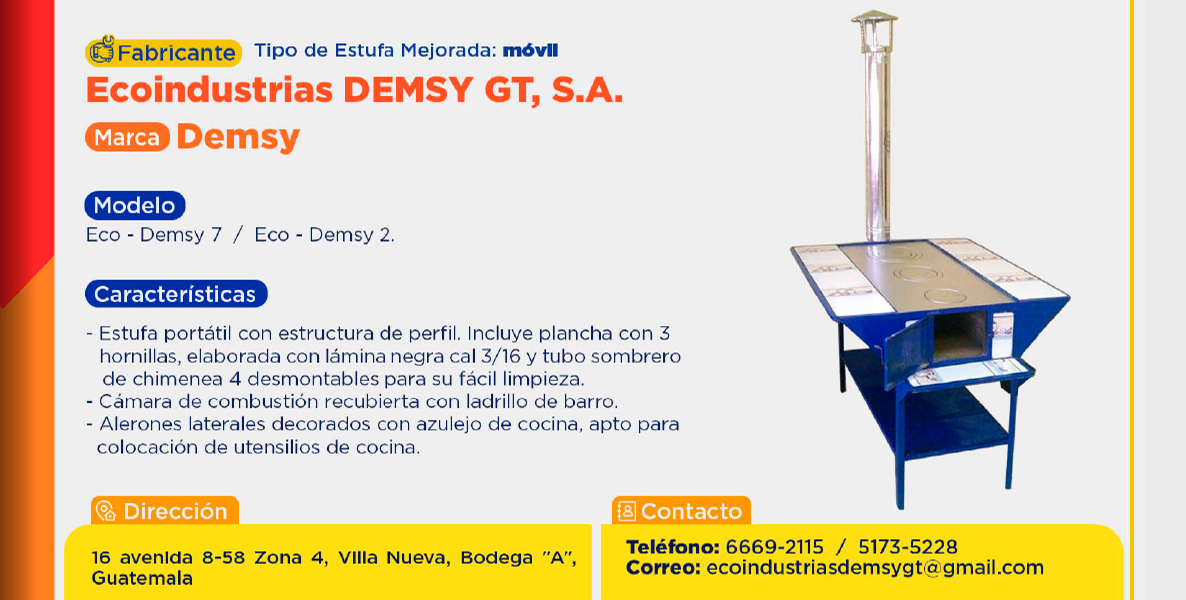 Fabricante Tipo de Estufa Mejorada: móvil
Ecoindustrias DEMSY GT, S.A.
Marca Demsy
Modelo
Eco - Demsy 7 / Eco - Demsy 2.
Características
- Estufa portátil con estructura de perfil. Incluye plancha con 3
hornillas, elaborada con lámina negra cal 3/16 y tubo sombrero
de chimenea 4 desmontables para su fácil limpieza.
- Cámara de combustión recubierta con ladrillo de barro.
- Alerones laterales decorados con azulejo de cocina, apto para
colocación de utensilios de cocina.
Dirección
16 avenida 8-58 Zona 4, Villa Nueva, Bodega "A",
Guatemala
Contacto
Teléfono: 6669-2115 / 5173-5228
Correo: ecoindustriasdemsygt@gmail.com